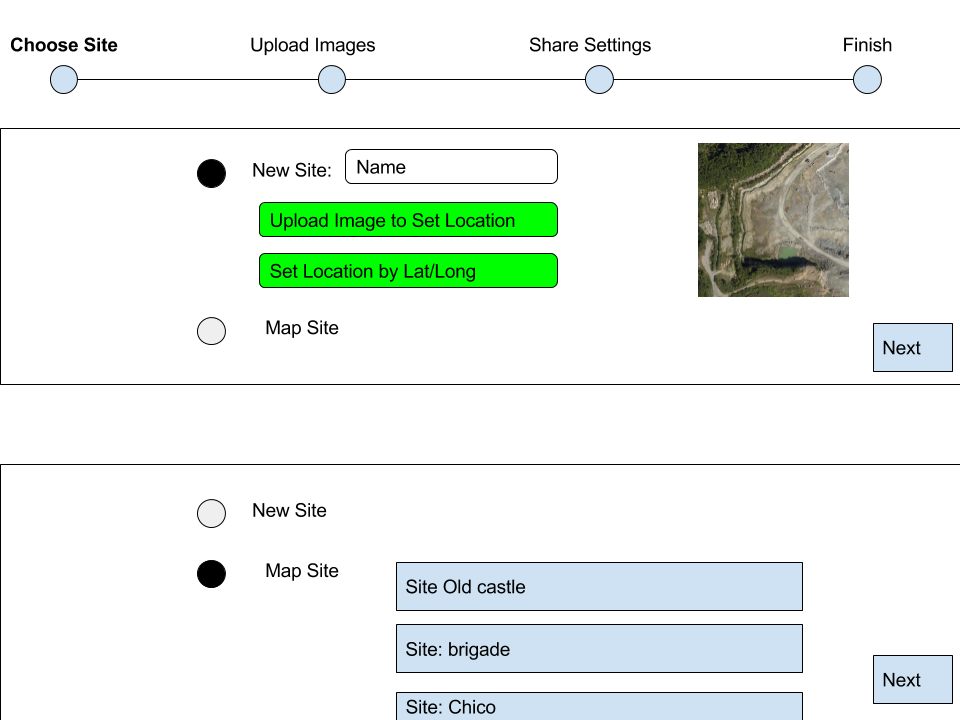 Choose Site
Upload Images
Share Settings
Finish
New Site:
Name
Upload Image to Set Location
Set Location by Lat/Long
Map Site
Next
New Site
Map Site
Site Old castle
Site: brigade
Next
Site: Chico